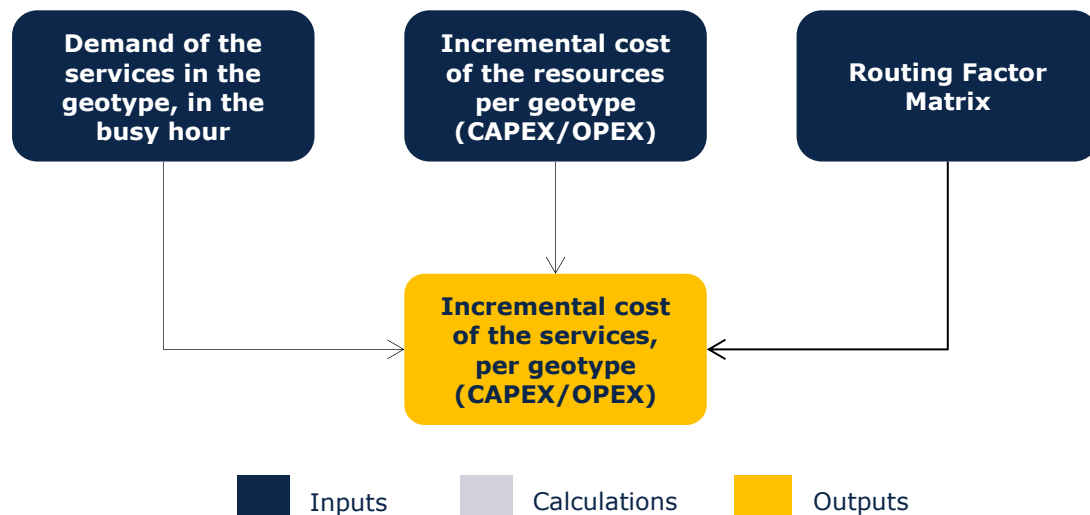 Demand of the
services in the
geotype, in the
busy hour
Incremental cost
of the resources
per geotype
(CAPEX/OPEX)
Routing Factor
Matrix
Incremental cost
of the services,
per geotype
(CAPEX/OPEX)
Inputs
Calculations
Outputs